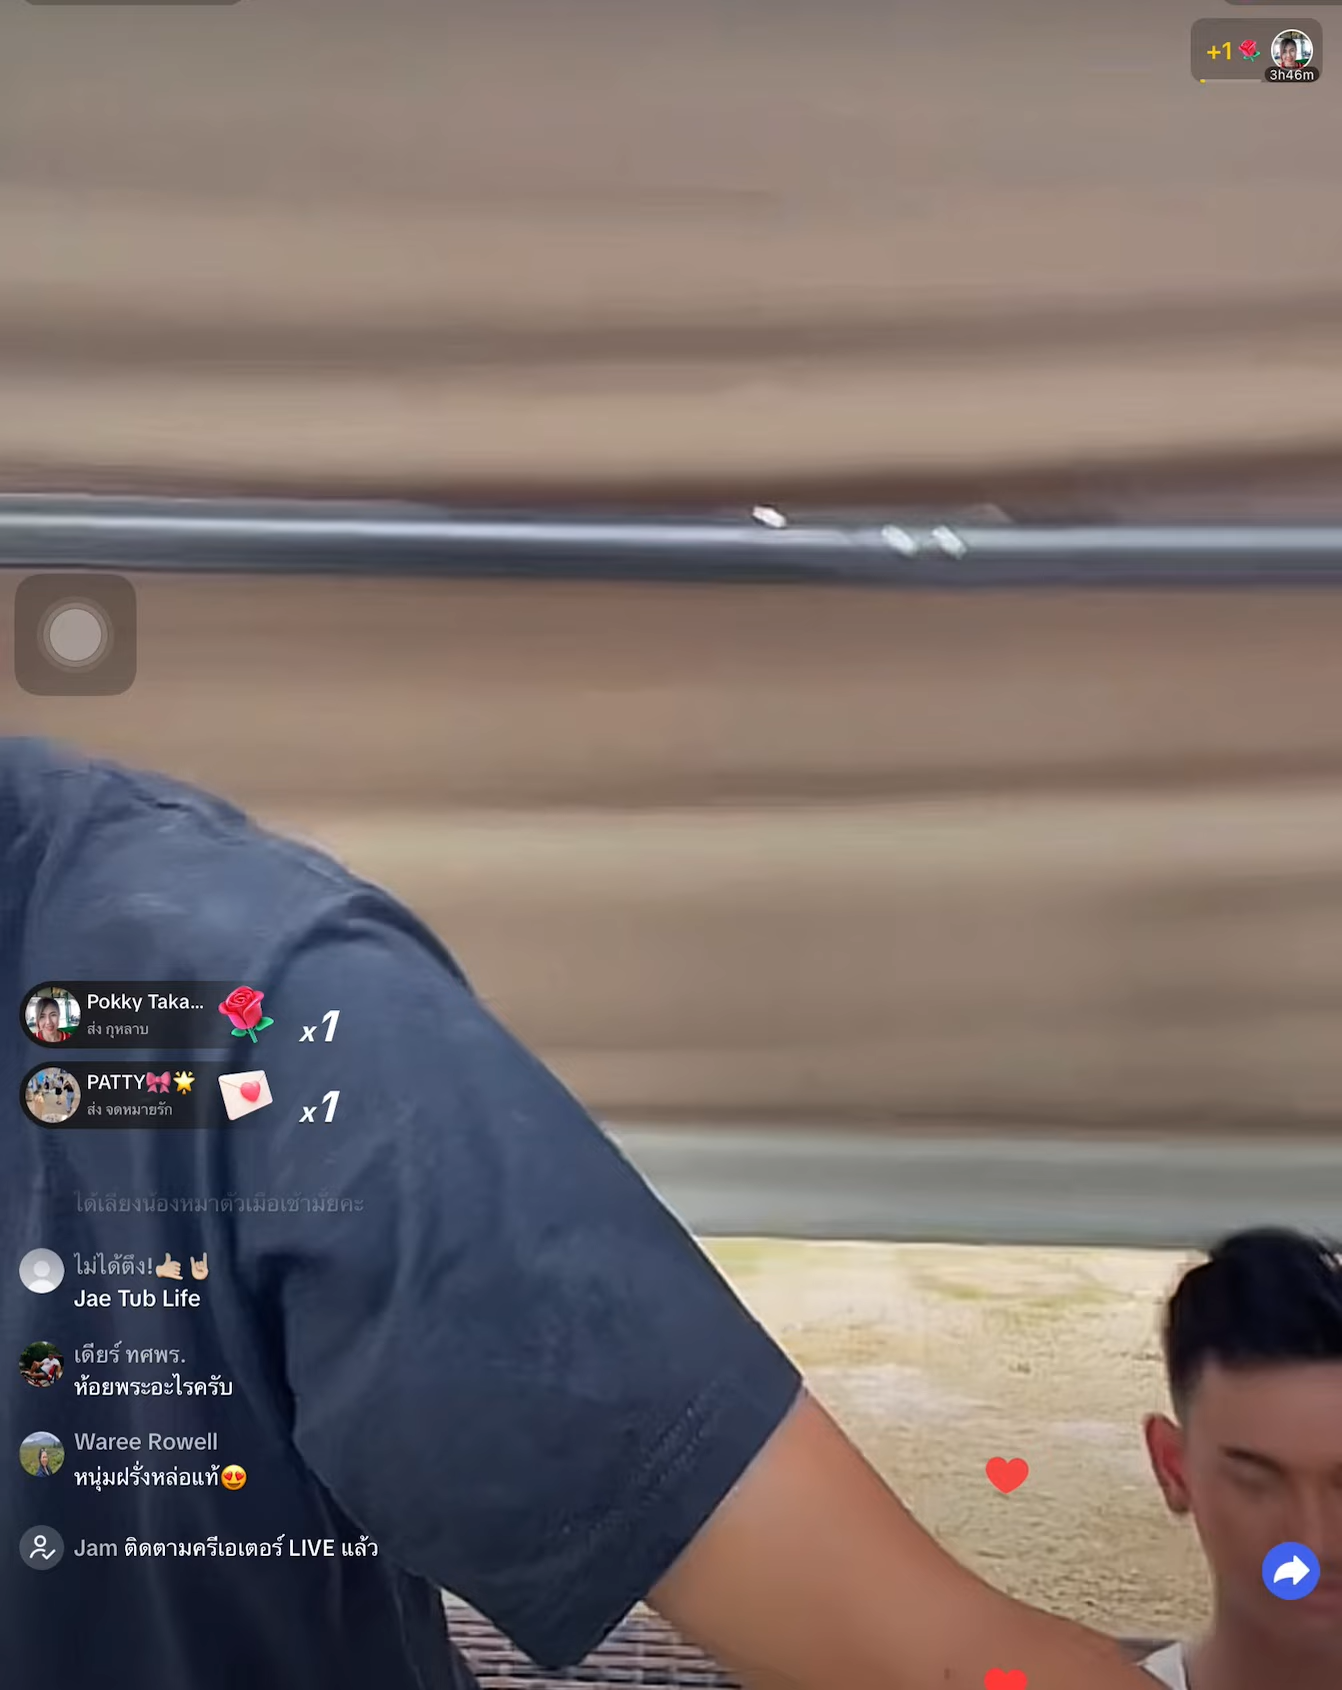 +1
3h46m
Pokky Taka...
ส่ง กุหลาบ
x1
PATTY🎀🌟
ส่ง จดหมายรัก
x1
ได้เลี้ยงน้องหมาตัวเมื่อเช้ามั้ยคะ
ไม่ได้ตึง!🤙🏼🤘🏼
Jae Tub Life
เดียร์ ทศพร.
ห้อยพระอะไรครับ
Waree Rowell
หนุ่มฝรั่งหล่อแท้😍
Jam ติดตามครีเอเตอร์ LIVE แล้ว